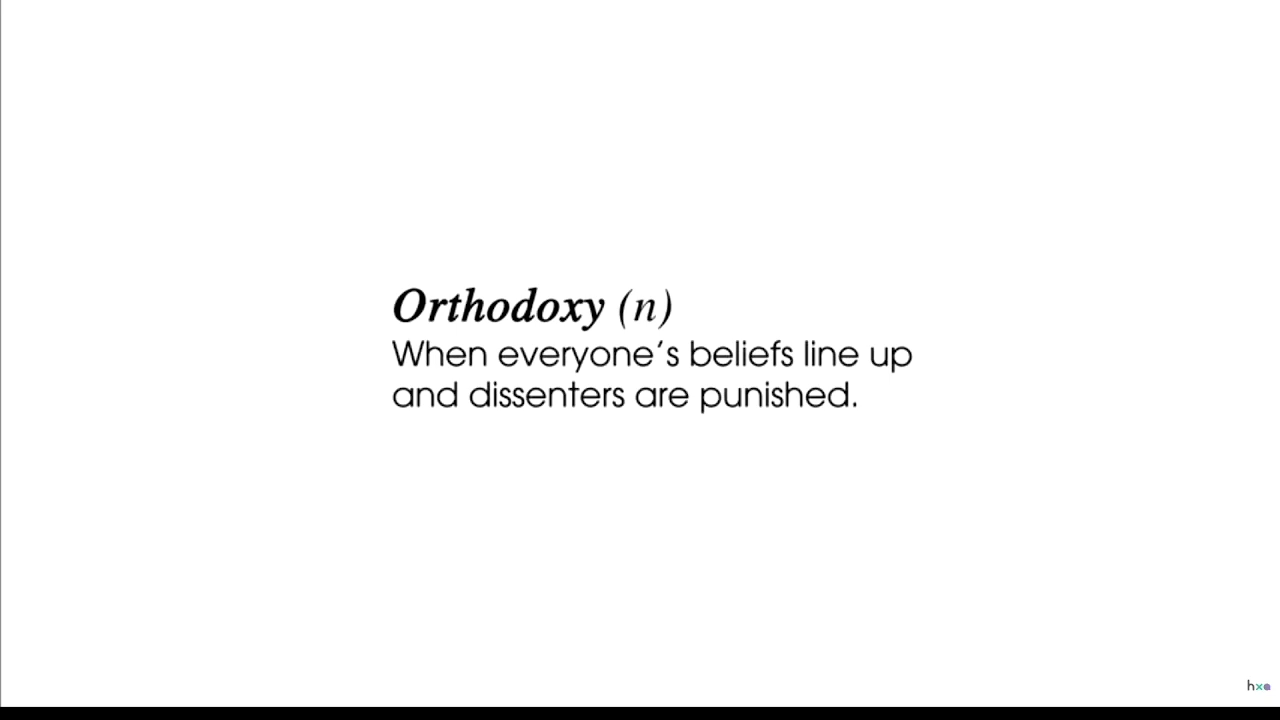 Orthodoxy (n)
When everyone’s beliefs line up
and dissenters are punished.
hxa